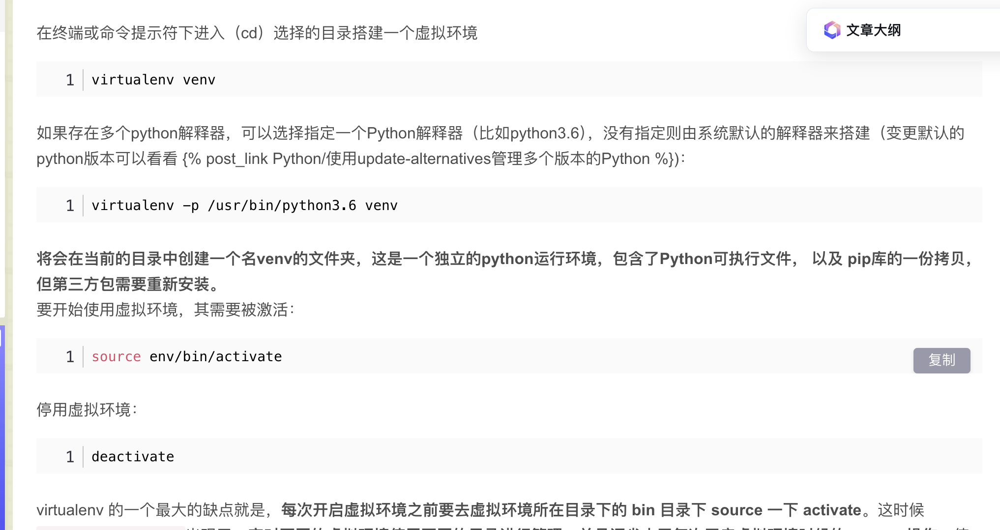 在终端或命令提示符下进入（cd）选择的目录搭建一个虚拟环境
文章大纲
1 virtualenv venv
如果存在多个python解释器，可以选择指定一个Python解释器（比如python3.6），没有指定则由系统默认的解释器来搭建（变更默认的
python版本可以看看 {% post_link Python/使用update-alternatives管理多个版本的Python %}）：
1 virtualenv -p /usr/bin/python3.6 venv
将会在当前的目录中创建一个名venv的文件夹，这是一个独立的python运行环境，包含了Python可执行文件， 以及 pip库的一份拷贝，
但第三方包需要重新安装。
要开始使用虚拟环境，其需要被激活：
1 source env/bin/activate
复制
停用虚拟环境：
1 deactivate
virtualenv 的一个最大的缺点就是，每次开启虚拟环境之前要去虚拟环境所在目录下的 bin 目录下 source 一下 activate。这时候